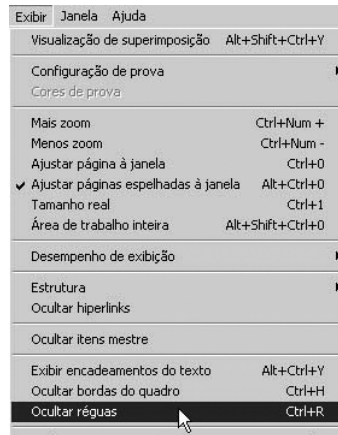 Exibir Janela Ajuda
Visualização de superimposição Alt+Shift+Ctrl+Y
Configuração de prova
Cores de prova
Mais zoom Ctrl+Num +
Menos zoom Ctrl+Num -
Ajustar página à janela Ctrl+0
Ajustar páginas espelhadas à janela Alt+Ctrl+0
Tamanho real Ctrl+1
Área de trabalho inteira Alt+Shift+Ctrl+0
Desempenho de exibição
Estrutura
Ocultar hiperlinks
Ocultar itens mestre
Exibir encadeamentos do texto Alt+Ctrl+Y
Ocultar bordas do quadro Ctrl+H
Ocultar réguas Ctrl+R